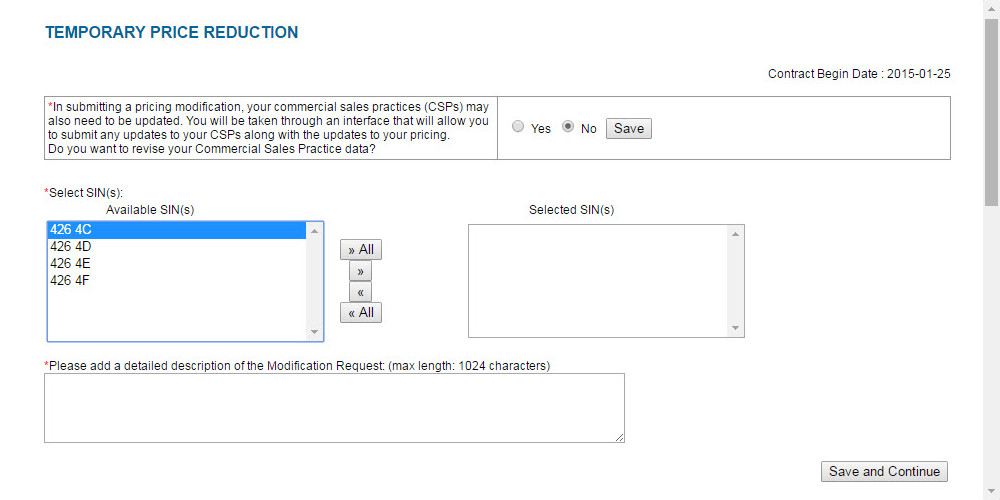 TEMPORARY PRICE REDUCTION
Contract Begin Date : 2015-01-25
*In submitting a pricing modification, your commercial sales practices (CSPs) may
also need to be updated. You will be taken through an interface that will allow you
to submit any updates to your CSPs along with the updates to your pricing.
Do you want to revise your Commercial Sales Practice data?
Yes No Save
*Select SIN(s):
Available SIN(s)
426 4C
426 4D
426 4E
426 4F
» All
»
«
« All
Selected SIN(s)
*Please add a detailed description of the Modification Request: (max length: 1024 characters)
Save and Continue